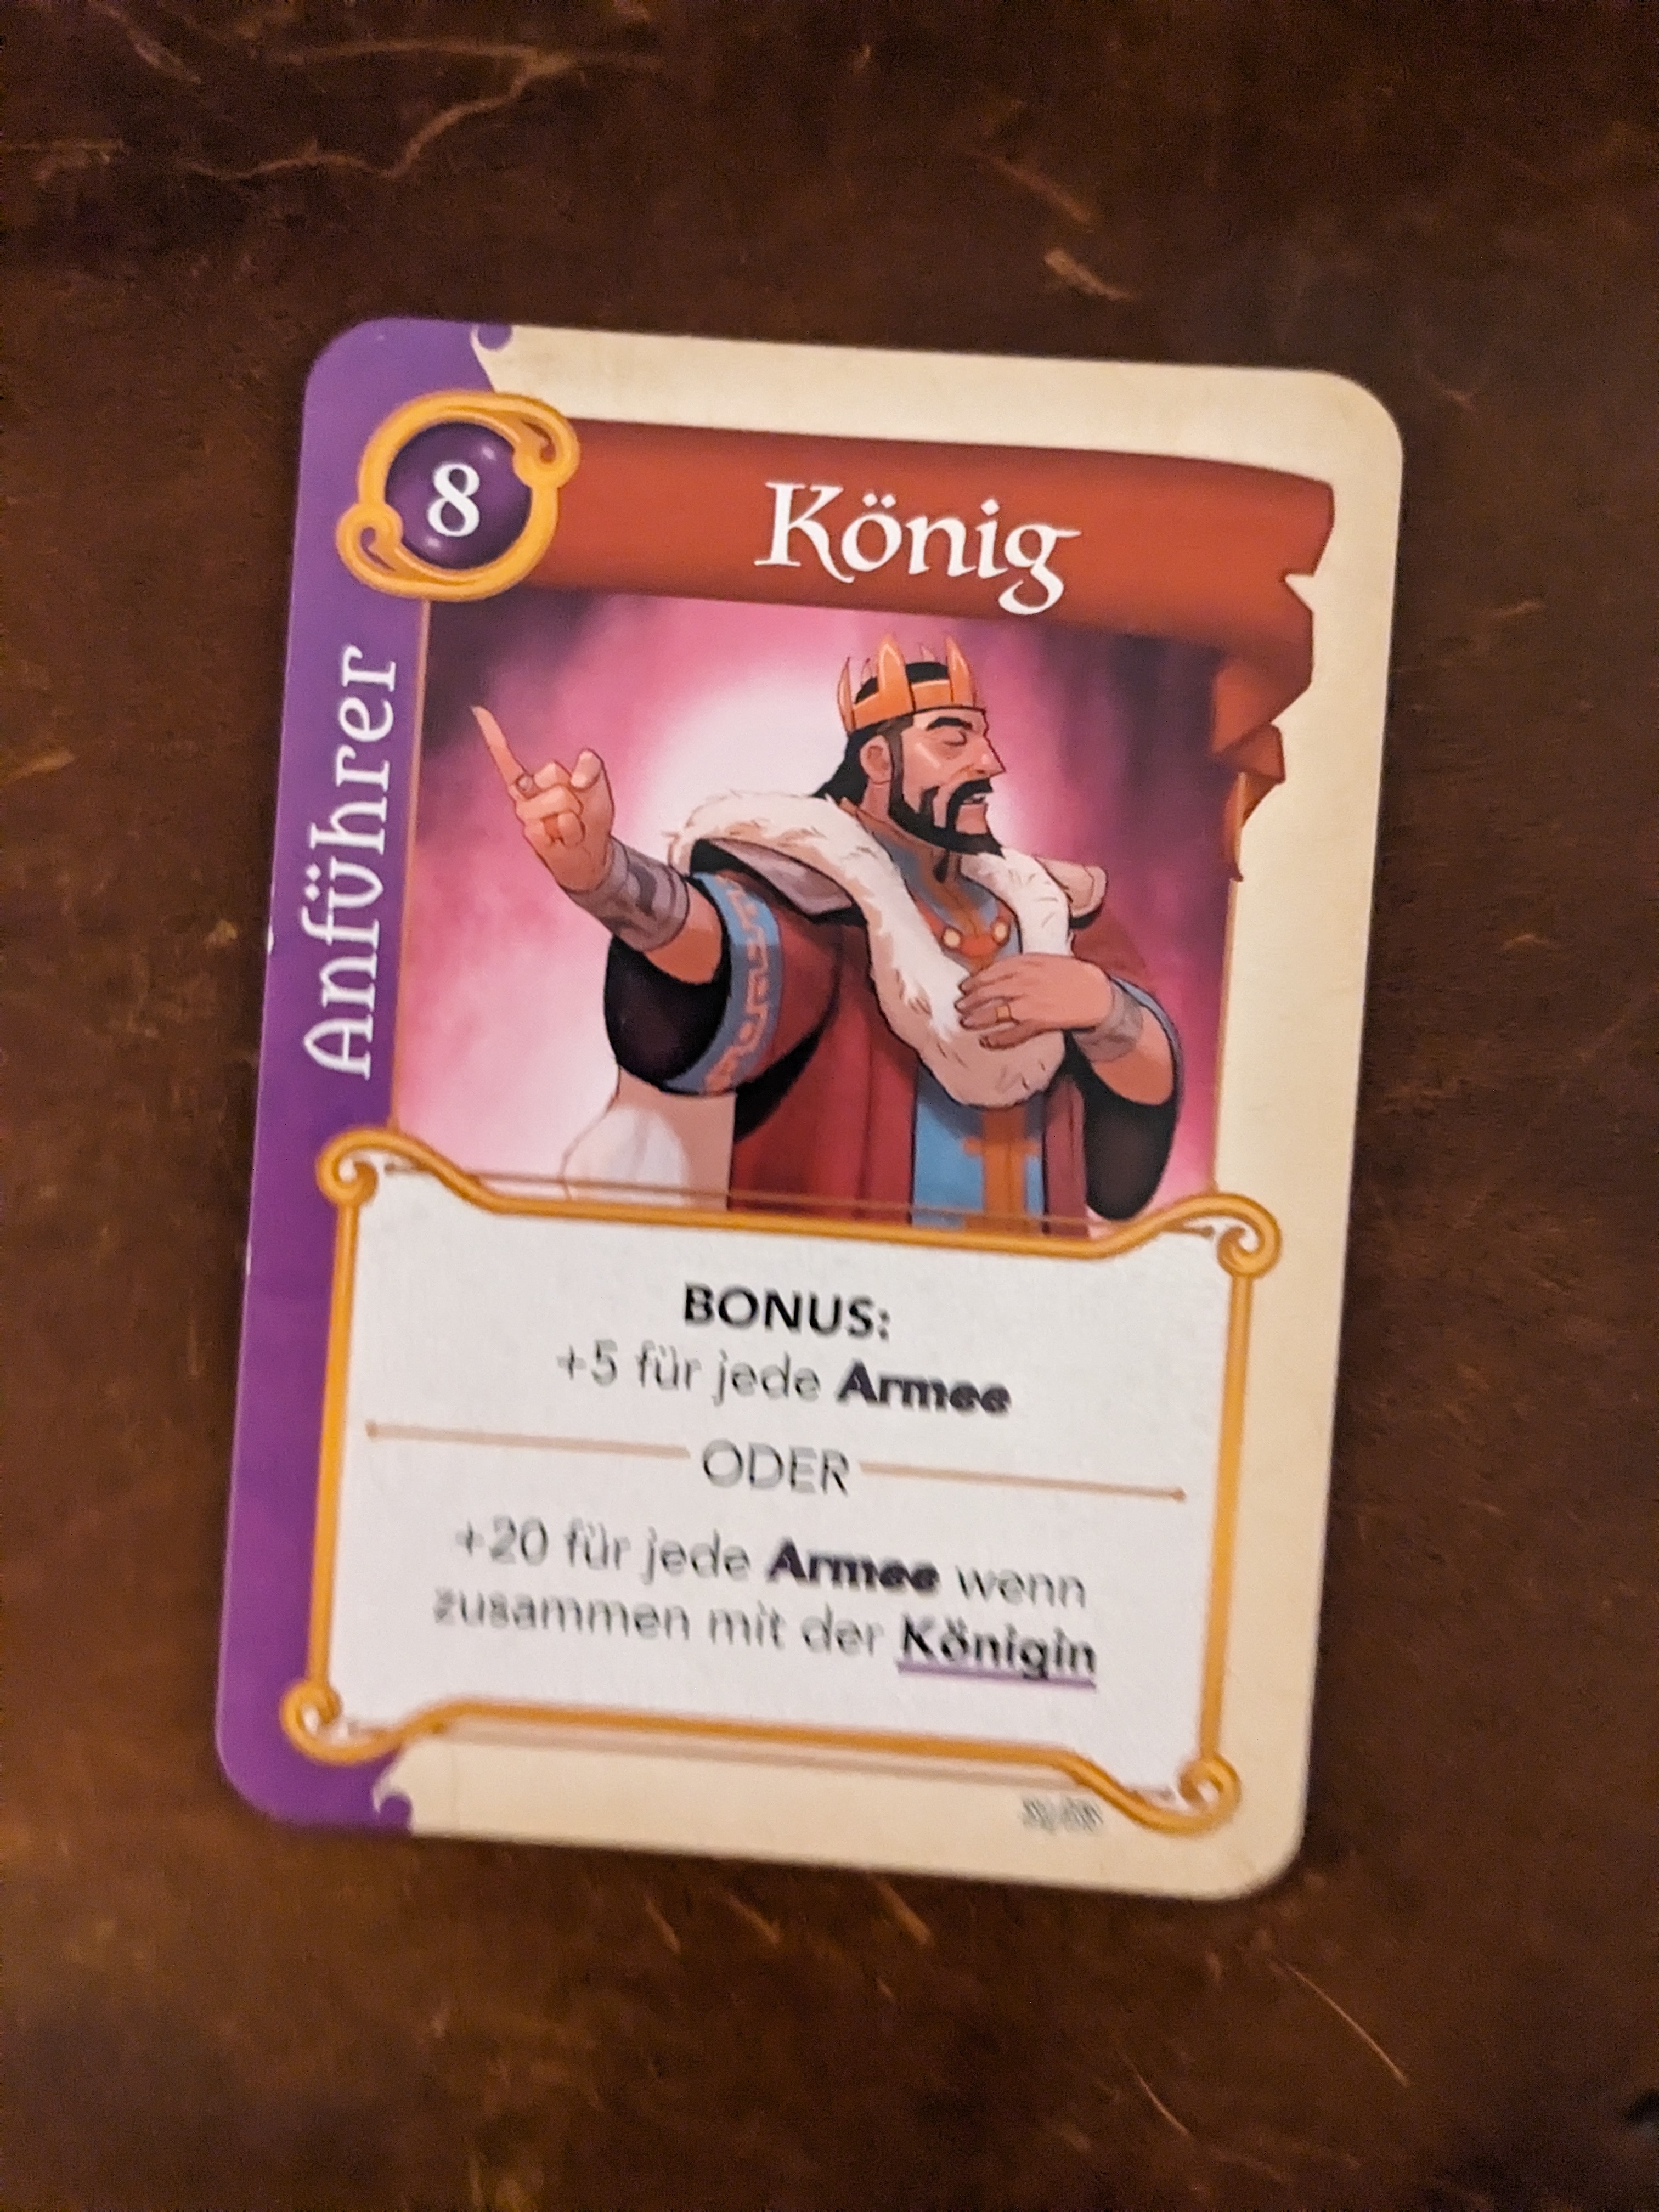 8
König
Anführer
BONUS:
+5 für jede Armee
ODER
+20 für jede Armee wenn
zusammen mit der Königin